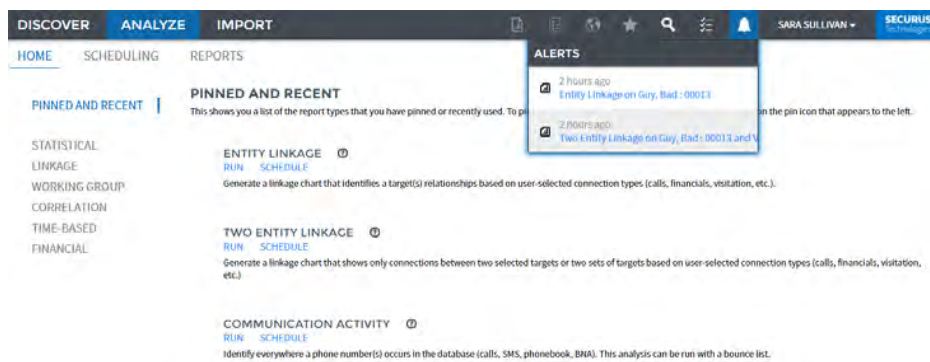 DISCOVER ANALYZE IMPORT SARA SULLIVAN SECURUS Technologies
HOME SCHEDULING REPORTS
ALERTS
2 hours ago
Entity Linkage on Guy, Bad : 00013
2 hours ago
Two Entity Linkage on Guy, Bad : 00013 and V
PINNED AND RECENT
PINNED AND RECENT
This shows you a list of the report types that you have pinned or recently used. To pi on the pin icon that appears to the left.
STATISTICAL
LINKAGE
WORKING GROUP
CORRELATION
TIME-BASED
FINANCIAL
ENTITY LINKAGE
RUN SCHEDULE
Generate a linkage chart that identifies a target(s) relationships based on user-selected connection types (calls, financials, visitation, etc.).
TWO ENTITY LINKAGE
RUN SCHEDULE
Generate a linkage chart that shows only connections between two selected targets or two sets of targets based on user-selected connection types (calls, financials, visitation,
etc.)
COMMUNICATION ACTIVITY
RUN SCHEDULE
Identify everywhere a phone number(s) occurs in the database (calls, SMS, phonebook, BNA). This analysis can be run with a bounce list.